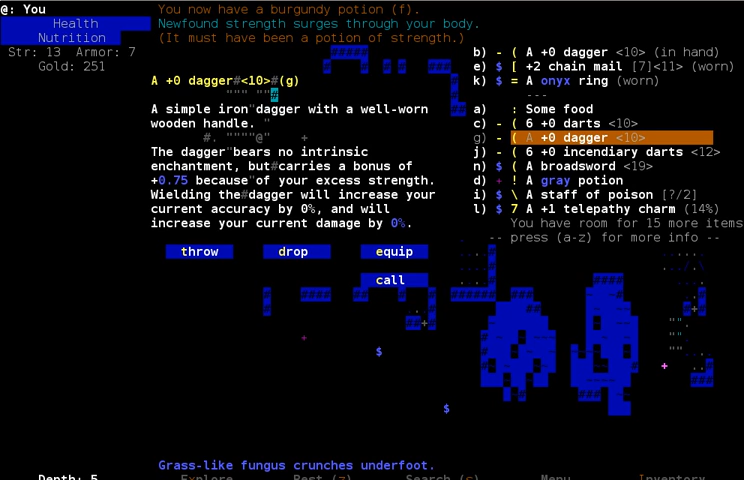 @: You
Health
Nutrition
Str: 13 Armor: 7
Gold: 251
You now have a burgundy potion (f).
Newfound strength surges through your body.
(It must have been a potion of strength.)
A +0 dagger <10> (g)
A simple iron dagger with a well-worn
wooden handle.
The dagger bears no intrinsic
enchantment, but carries a bonus of
+0.75 because of your excess strength.
Wielding the dagger will increase your
current accuracy by 0%, and will
increase your current damage by 0%.
throw drop equip
call
b) - ( A +0 dagger <10> (in hand)
e) $ [ +2 chain mail [7]<11> (worn)
k) $ = A onyx ring (worn)
---
a) : Some food
c) - ( 6 +0 darts <10>
g) - ( A +0 dagger <10>
j) - ( 6 +0 incendiary darts <12>
n) $ ( A broadsword <19>
d) + ! A gray potion
i) $ \ A staff of poison [?/2]
l) $ 7 A +1 telepathy charm (14%)
You have room for 15 more items
-- press (a-z) for more info --
Grass-like fungus crunches underfoot.
Depth: 5 Explore Rest (z) Search (s) Menu Inventory